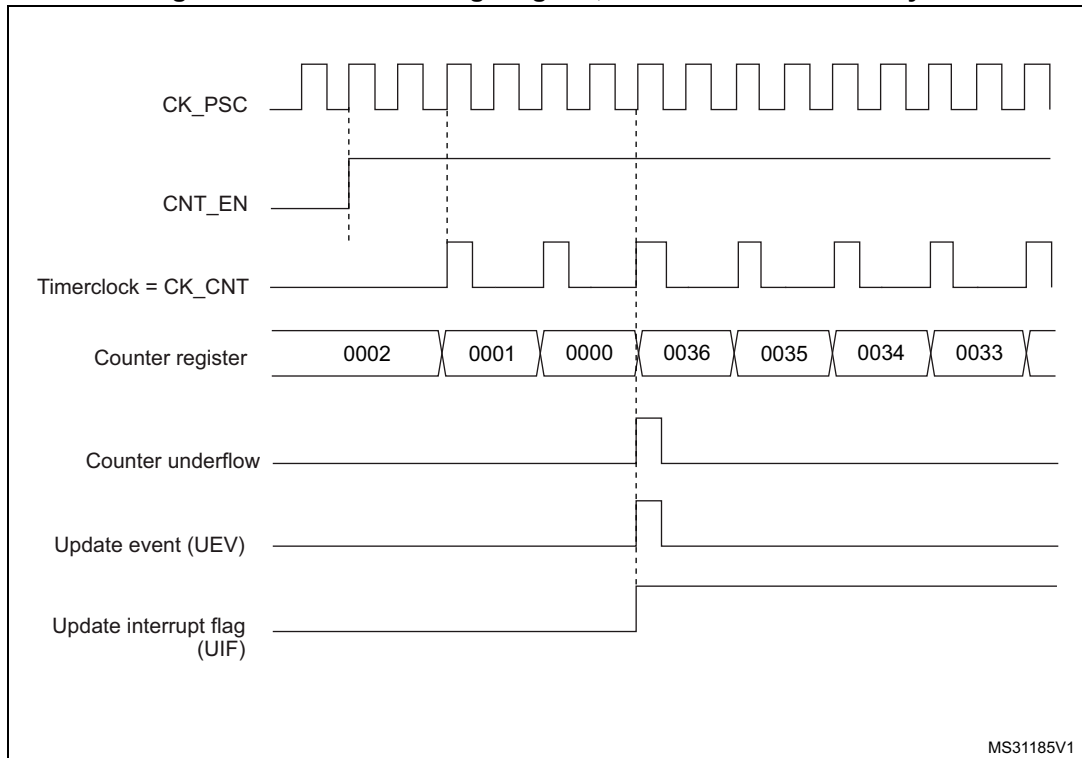 CK_PSC
CNT_EN
Timerclock = CK_CNT
Counter register
0002 0001 0000 0036 0035 0034 0033
Counter underflow
Update event (UEV)
Update interrupt flag
(UIF)
MS31185V1